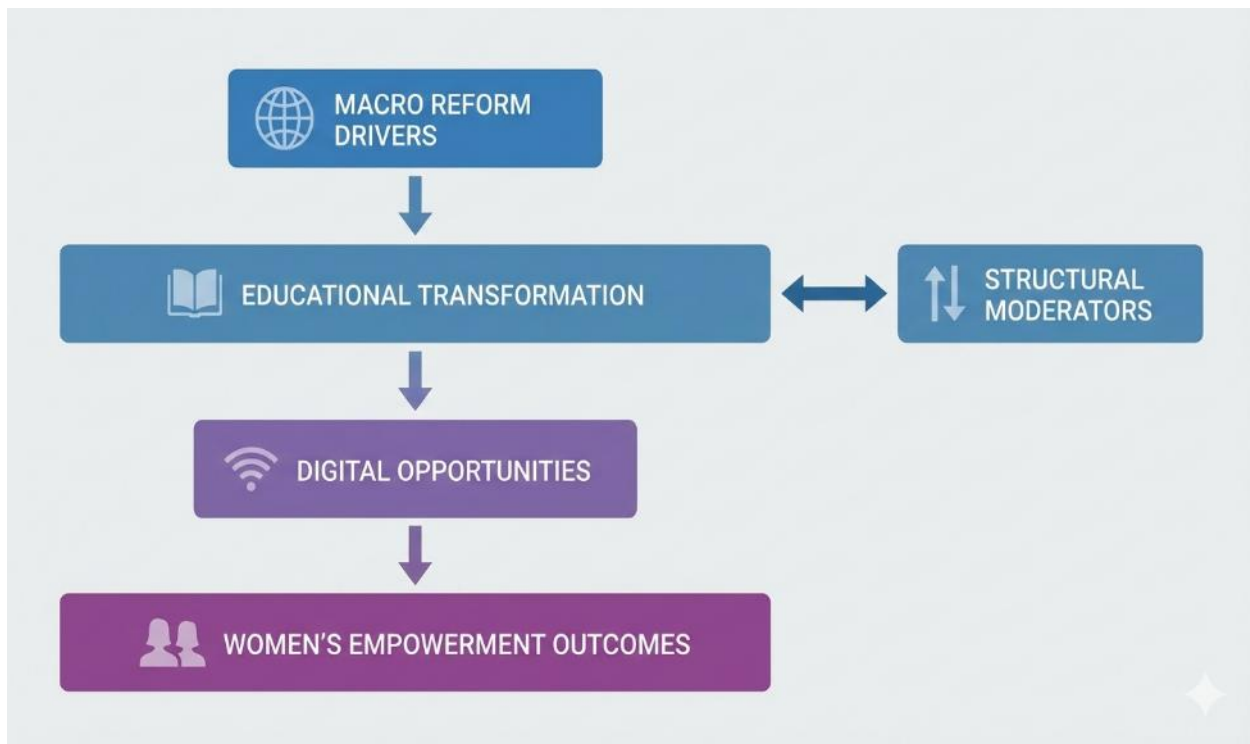 MACRO REFORM
DRIVERS
EDUCATIONAL TRANSFORMATION
STRUCTURAL
MODERATORS
DIGITAL OPPORTUNITIES
WOMEN'S EMPOWERMENT OUTCOMES